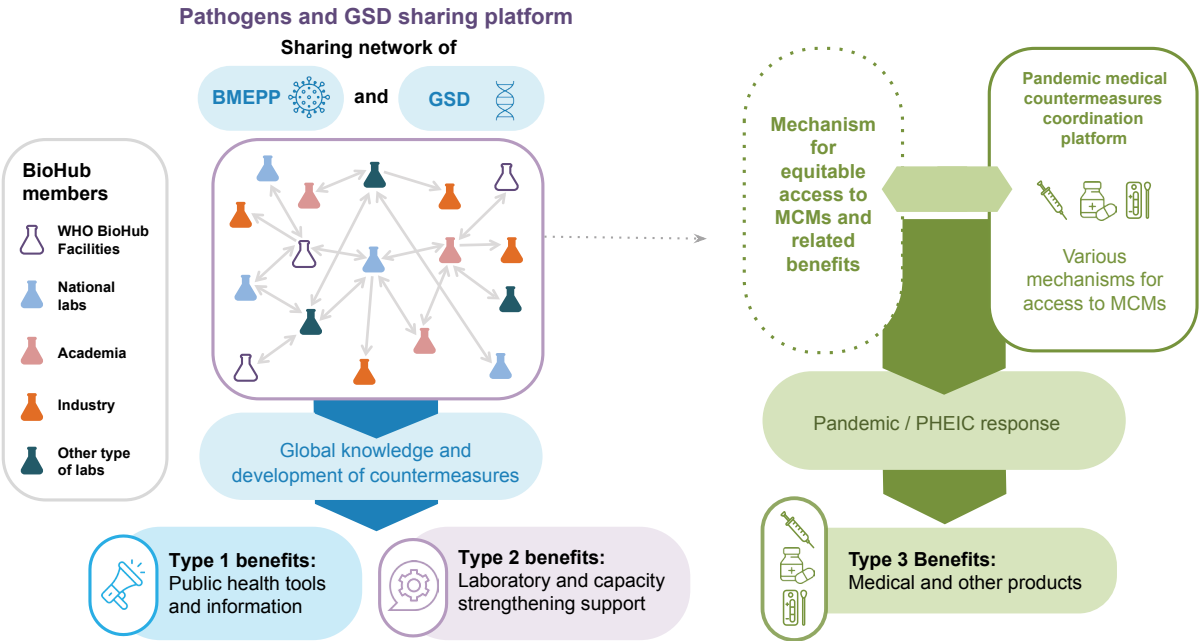 Pathogens and GSD sharing platform
Sharing network of
BMEPP
and
GSD
BioHub
members
WHO BioHub
Facilities
National
labs
Academia
Industry
Other type
of labs
Global knowledge and
development of countermeasures
Type 1 benefits:
Public health tools
and information
Type 2 benefits:
Laboratory and capacity
strengthening support
Mechanism
for
equitable
access to
MCMs and
related
benefits
Pandemic medical
countermeasures
coordination
platform
Various
mechanisms for
access to MCMs
Pandemic / PHEIC response
Type 3 Benefits:
Medical and other products